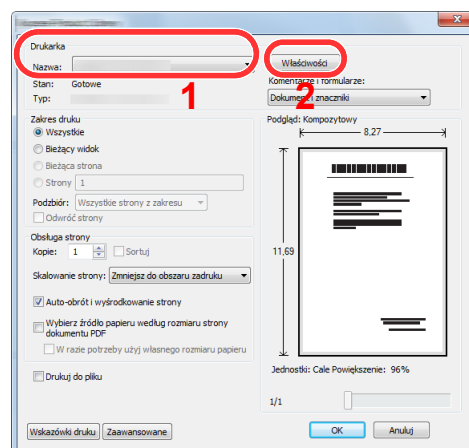 Drukarka
Nazwa:
1
Właściwości
Stan: Gotowe
Komentarze i formularze:
2
Typ:
Dokument i znaczniki
Zakres druku
Wszystkie
Bieżący widok
Bieżąca strona
Strony 1
Podzbiór: Wszystkie strony z zakresu
Odwróć strony
Obsługa strony
Kopie: 1 Sortuj
Skalowanie strony: Zmniejsz do obszaru zadruku
Auto-obrót i wyśrodkowanie strony
Wybierz źródło papieru według rozmiaru strony
dokumentu PDF
W razie potrzeby użyj własnego rozmiaru papieru
Drukuj do pliku
Podgląd: Kompozytowy
8,27
11,69
Jednostki: Cale Powiększenie: 96%
1/1
Wskazówki druku Zaawansowane
OK Anuluj